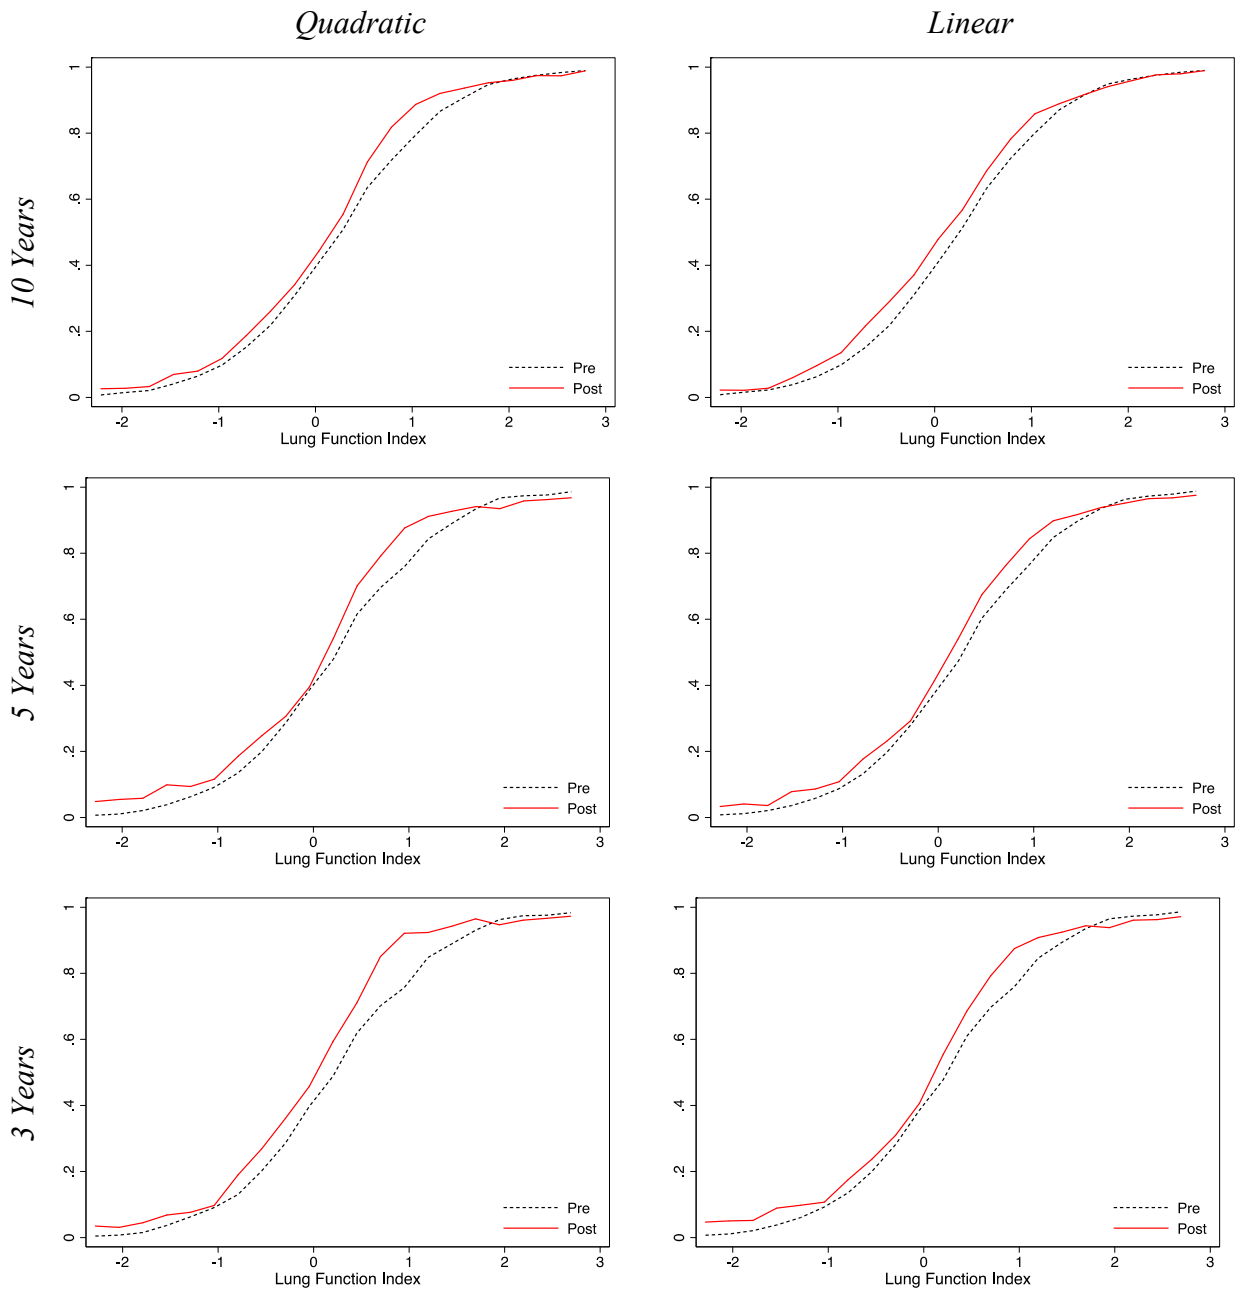 Quadratic
Linear
10 Years
1
.8
.6
.4
.2
0
-2 -1 0 1 2 3
Lung Function Index
Pre
Post
1
.8
.6
.4
.2
0
-2 -1 0 1 2 3
Lung Function Index
Pre
Post
5 Years
1
.8
.6
.4
.2
0
-2 -1 0 1 2 3
Lung Function Index
Pre
Post
1
.8
.6
.4
.2
0
-2 -1 0 1 2 3
Lung Function Index
Pre
Post
3 Years
1
.8
.6
.4
.2
0
-2 -1 0 1 2 3
Lung Function Index
Pre
Post
1
.8
.6
.4
.2
0
-2 -1 0 1 2 3
Lung Function Index
Pre
Post